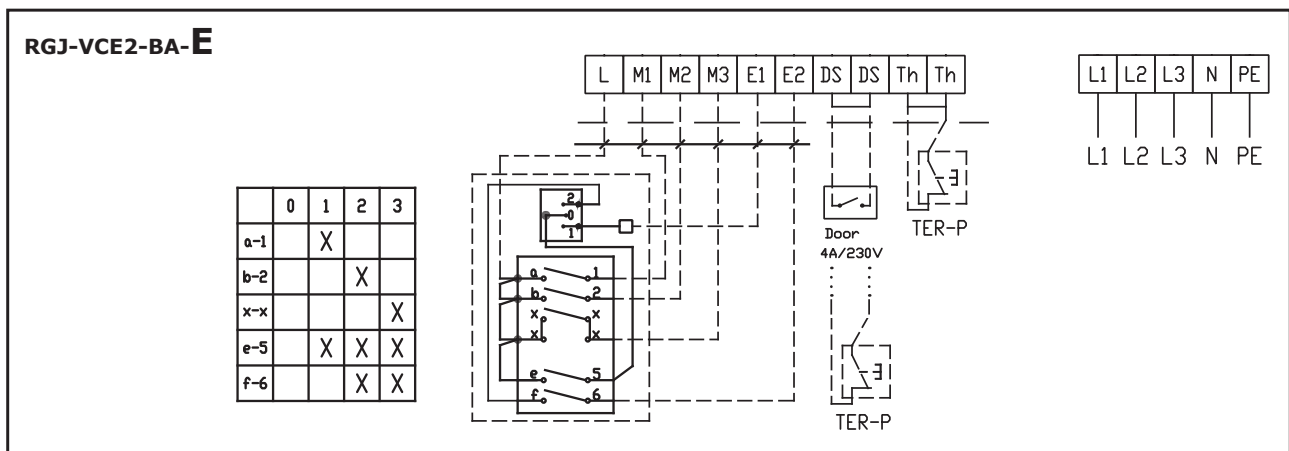 RGJ-VCE2-BA-E
L M1 M2 M3 E1 E2 DS DS Th Th
L1 L2 L3 N PE
L1 L2 L3 N PE
0 1 2 3
a-1 X
b-2 X
x-x X
e-5 X X X
f-6 X X
2
0
1
a 1
b 2
x x
x x
e 5
f 6
Door
4A/230V
TER-P
TER-P